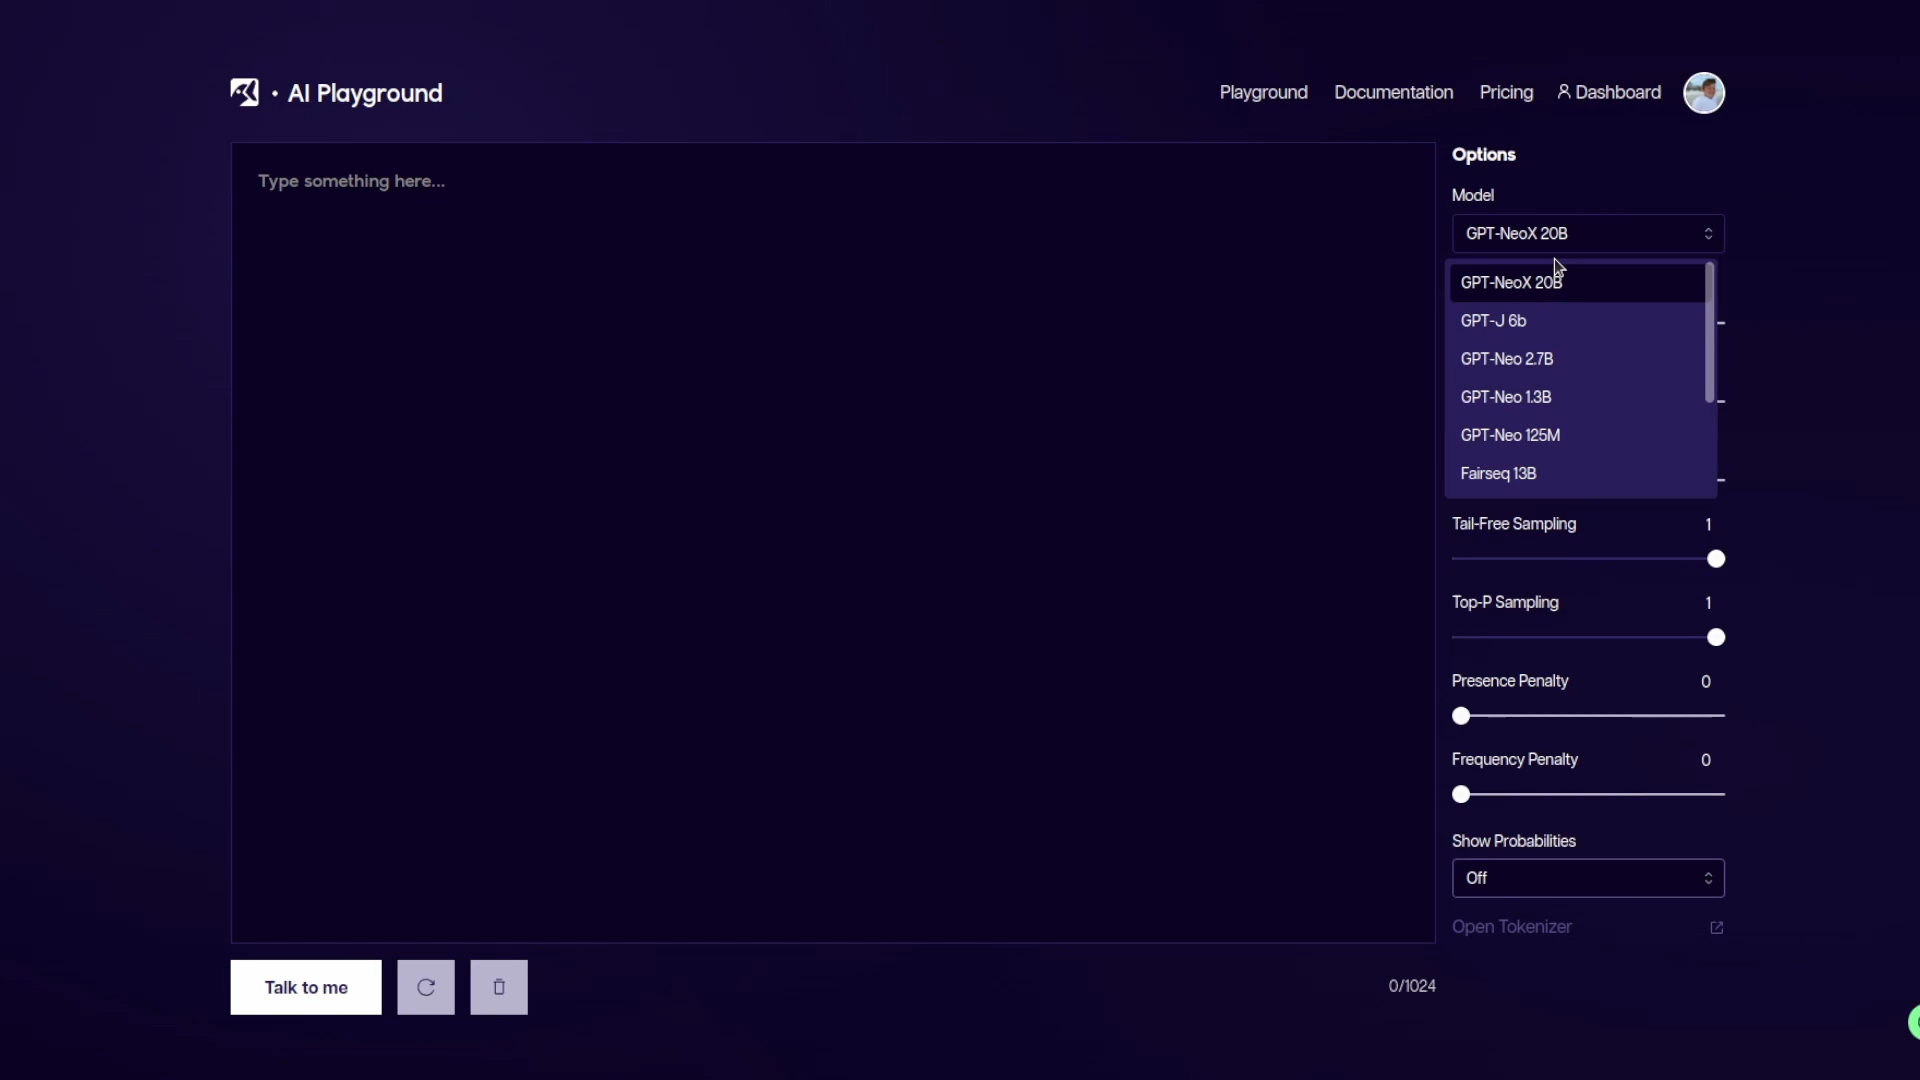 • AI Playground
Playground Documentation Pricing Dashboard
Type something here...
Options
Model
GPT-NeoX 20B
GPT-NeoX 20B
GPT-J 6b
GPT-Neo 2.7B
GPT-Neo 1.3B
GPT-Neo 125M
Fairseq 13B
Tail-Free Sampling 1
Top-P Sampling 1
Presence Penalty 0
Frequency Penalty 0
Show Probabilities
Off
Open Tokenizer
Talk to me
0/1024